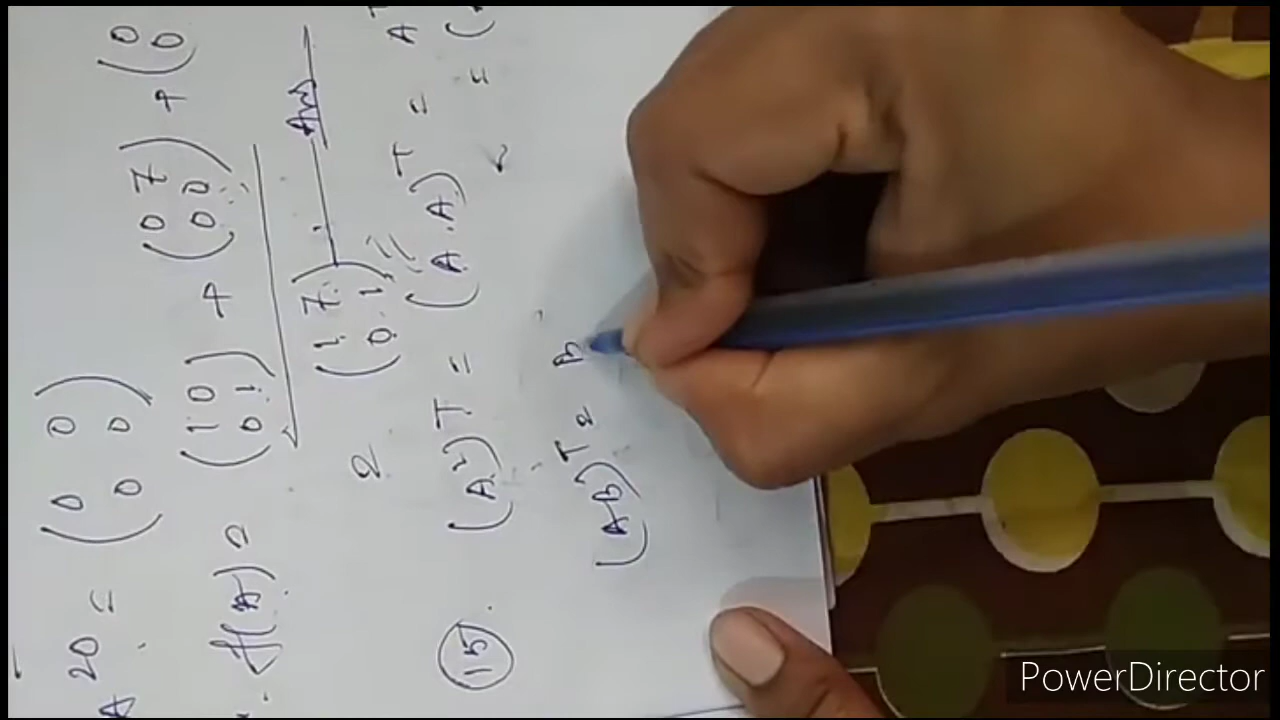 A²⁰ = (0 0
0 0)
f(A) = (1 0
0 1) + (0 7
0 0) + (0
0
= (1 7
0 1) Ans
(15). (A²)ᵀ = (A.A)ᵀ = Aᵀ
= (
(AB)ᵀ = B
PowerDirector